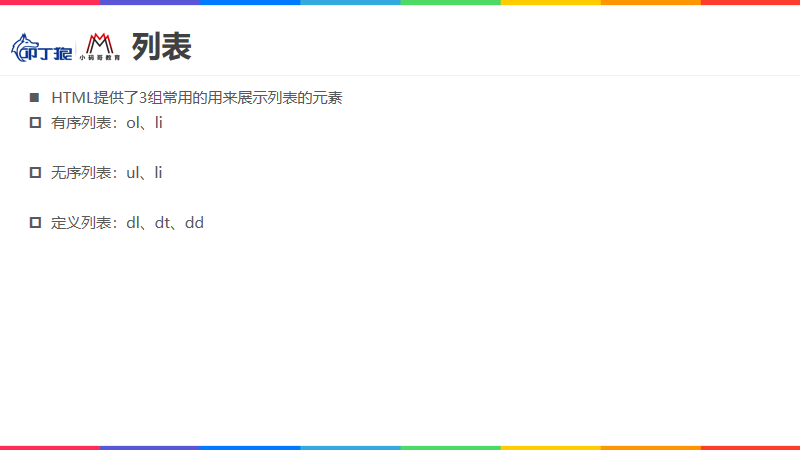 叩丁狼
小码哥教育
列表
HTML提供了3组常用的用来展示列表的元素
有序列表：ol、li
无序列表：ul、li
定义列表：dl、dt、dd